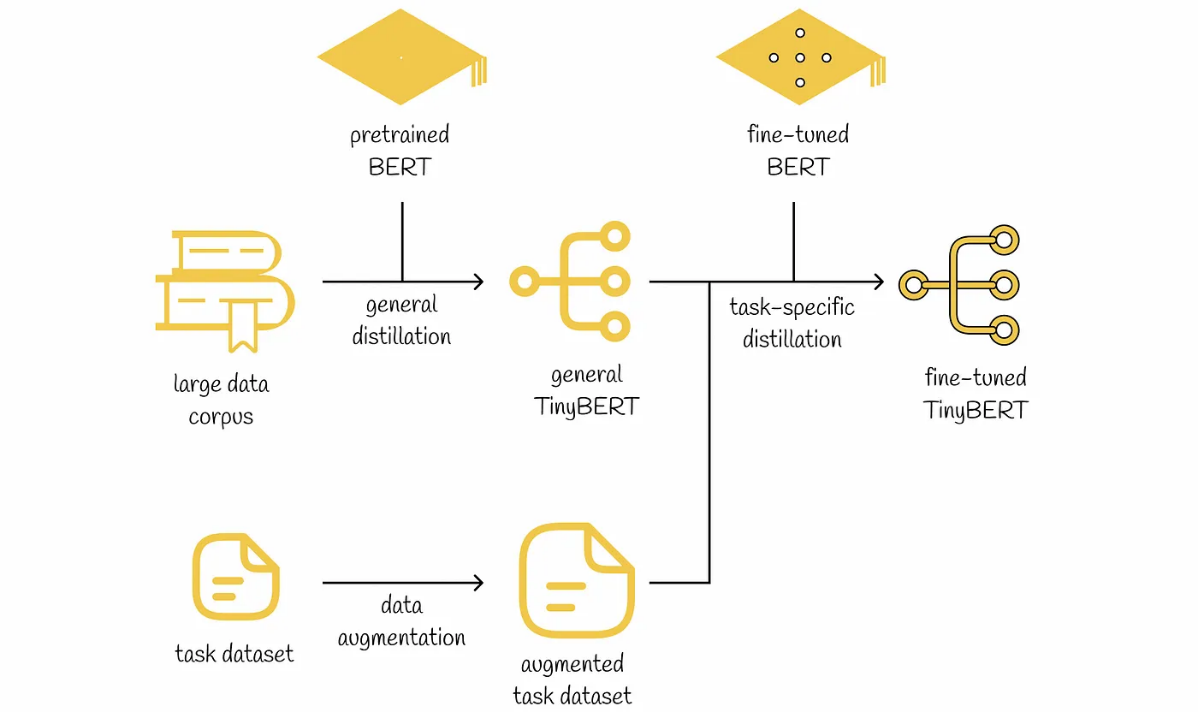 pretrained
BERT
fine-tuned
BERT
general
distillation
task-specific
distillation
large data
corpus
general
TinyBERT
fine-tuned
TinyBERT
data
augmentation
task dataset
augmented
task dataset